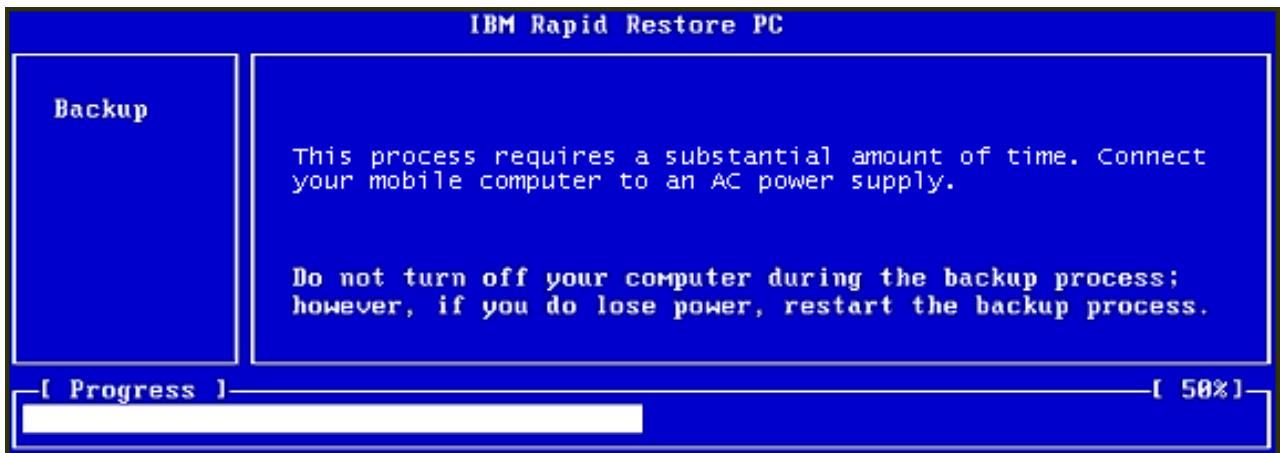 IBM Rapid Restore PC
Backup
This process requires a substantial amount of time. Connect
your mobile computer to an AC power supply.
Do not turn off your computer during the backup process;
however, if you do lose power, restart the backup process.
[ Progress ] [ 50%]